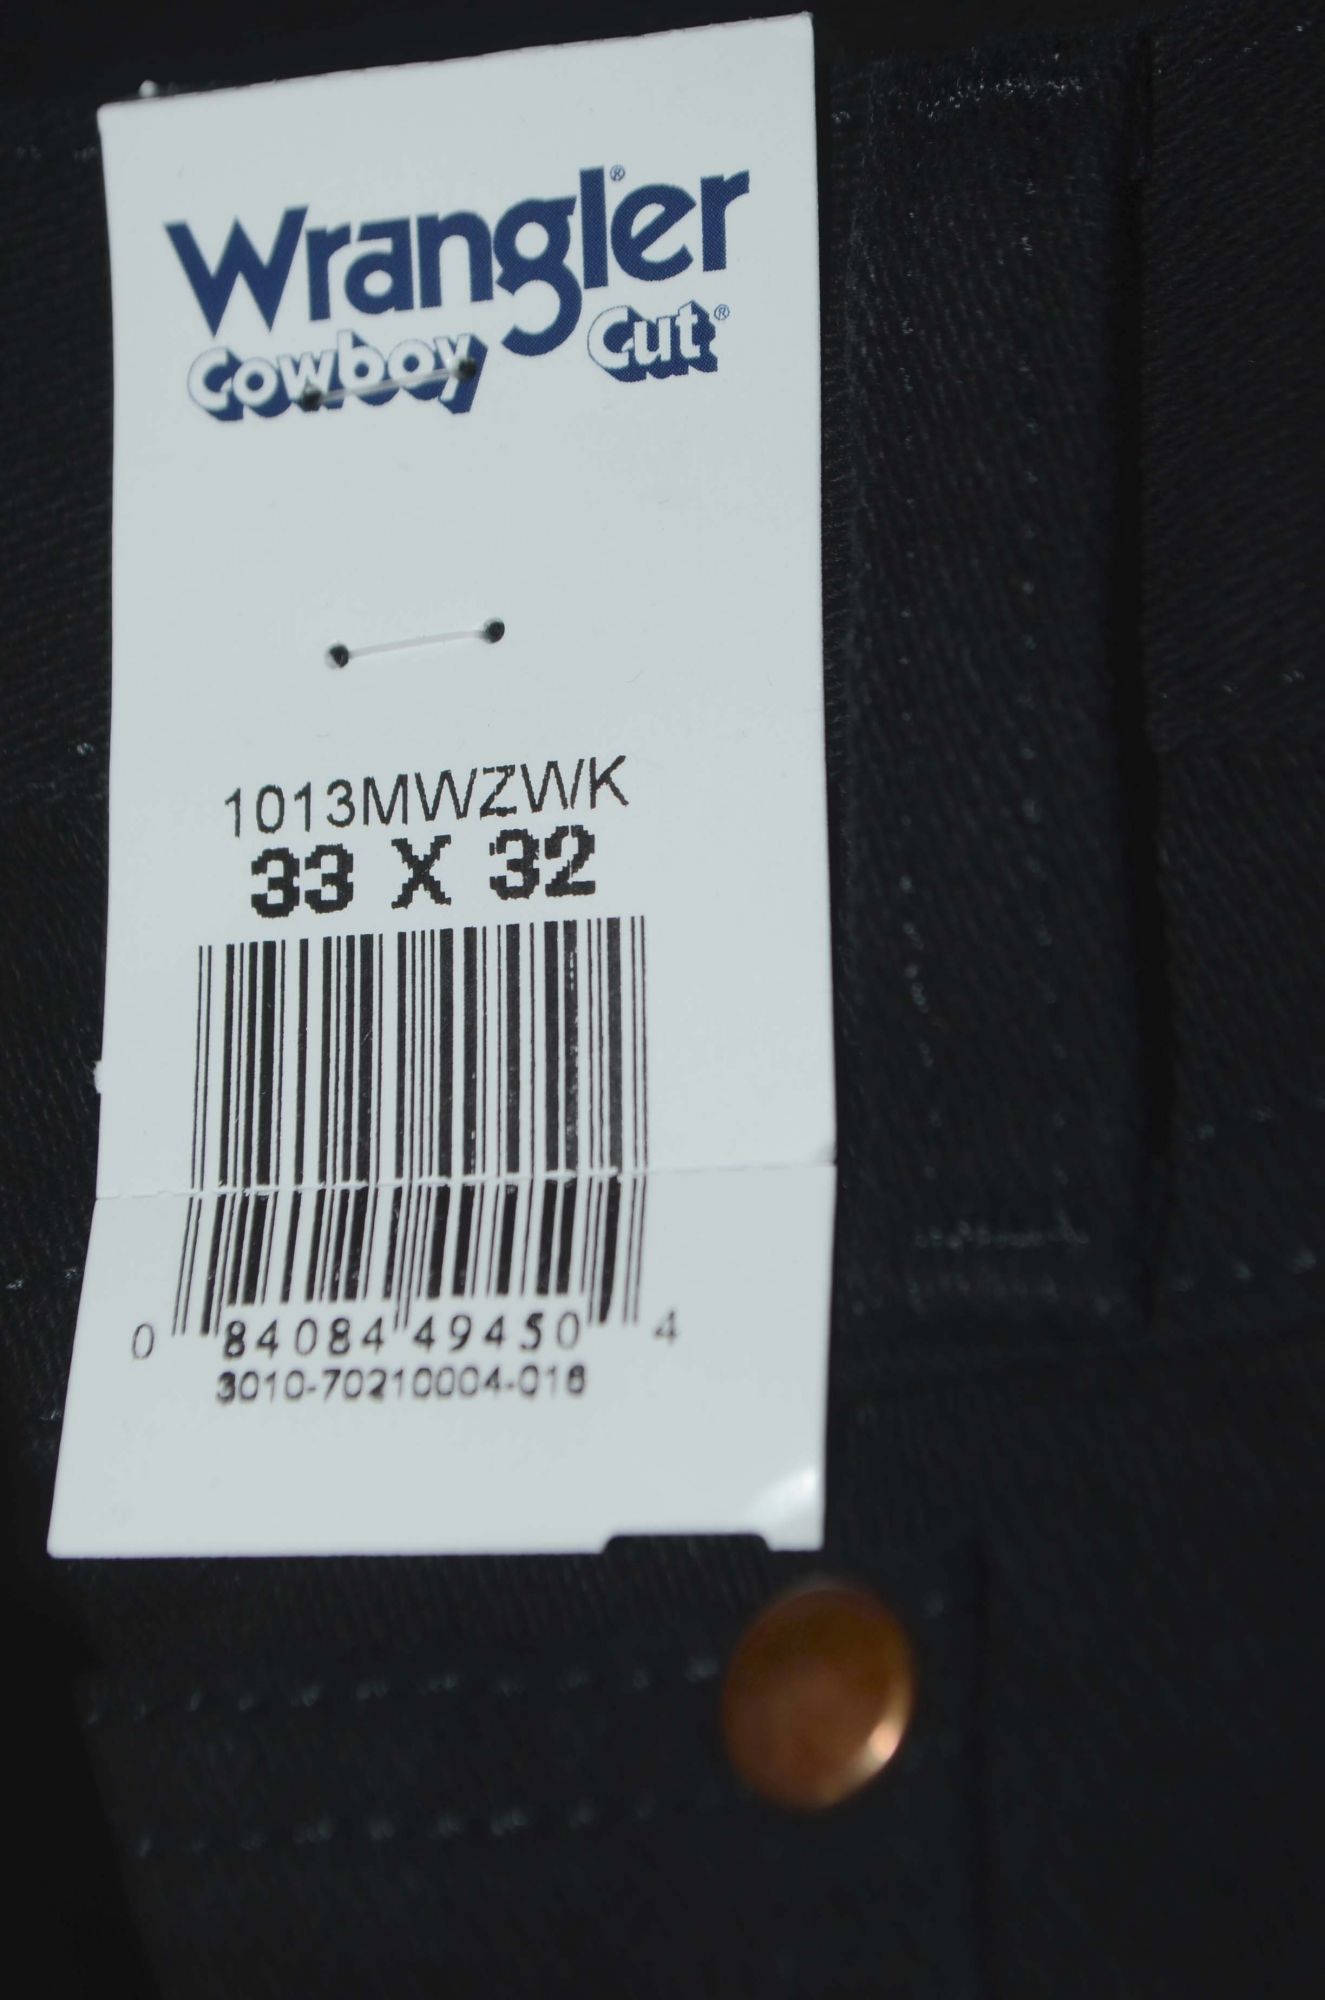 Wrangler®
Cowboy Cut®
1013MWZWK
33 X 32
0 84084 49450 4
3010-70210004-018